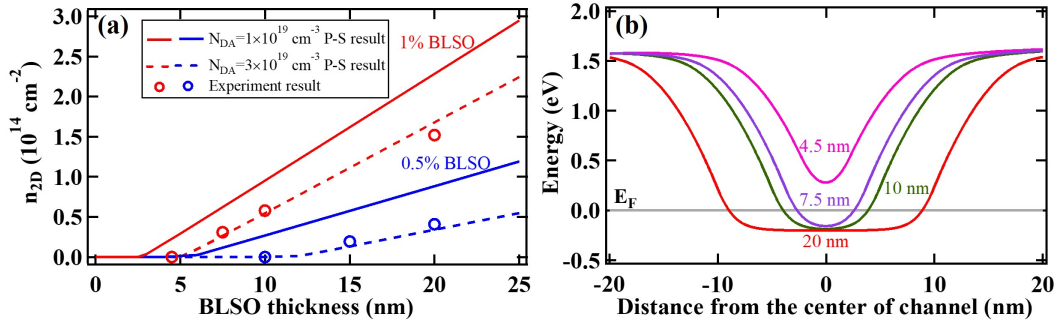 (a)
3.0
2.5
2.0
1.5
1.0
0.5
0.0
n2D (10^14 cm^-2)
N_DA=1×10^19 cm^-3 P-S result
N_DA=3×10^19 cm^-3 P-S result
Experiment result
1% BLSO
0.5% BLSO
0 5 10 15 20 25
BLSO thickness (nm)
(b)
2.0
1.5
1.0
0.5
0.0
-0.5
Energy (eV)
4.5 nm
7.5 nm
10 nm
20 nm
E_F
-20 -10 0 10 20
Distance from the center of channel (nm)